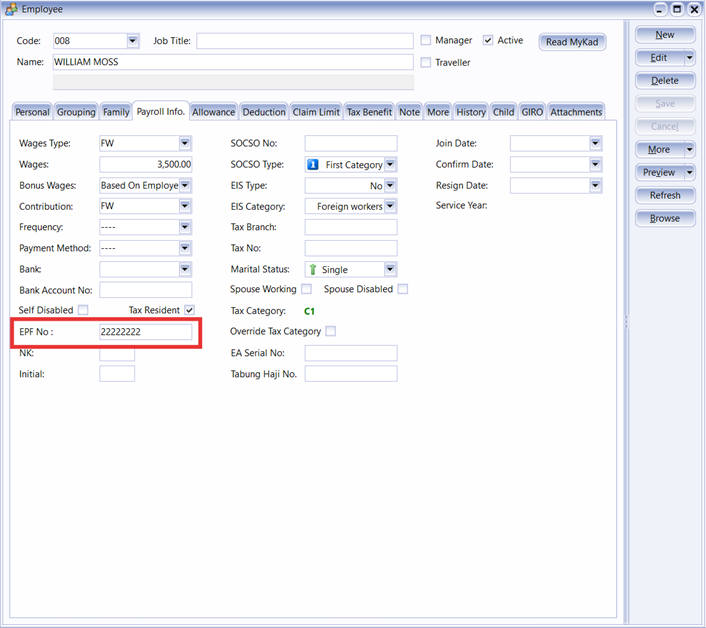 Employee
Code: 008 Job Title: Manager Active Read MyKad
Name: WILLIAM MOSS Traveller
Personal Grouping Family Payroll Info. Allowance Deduction Claim Limit Tax Benefit Note More History Child GIRO Attachments
Wages Type: FW SOCSO No: Join Date:
Wages: 3,500.00 SOCSO Type: 1 First Category Confirm Date:
Bonus Wages: Based On Employe EIS Type: No Resign Date:
Contribution: FW EIS Category: Foreign workers Service Year:
Frequency: ---- Tax Branch:
Payment Method: ---- Tax No:
Bank: Marital Status: Single
Bank Account No: Spouse Working Spouse Disabled
Self Disabled Tax Resident Tax Category: C1
EPF No : 22222222 Override Tax Category
NK: EA Serial No:
Initial: Tabung Haji No.
New
Edit
Delete
Save
Cancel
More
Preview
Refresh
Browse